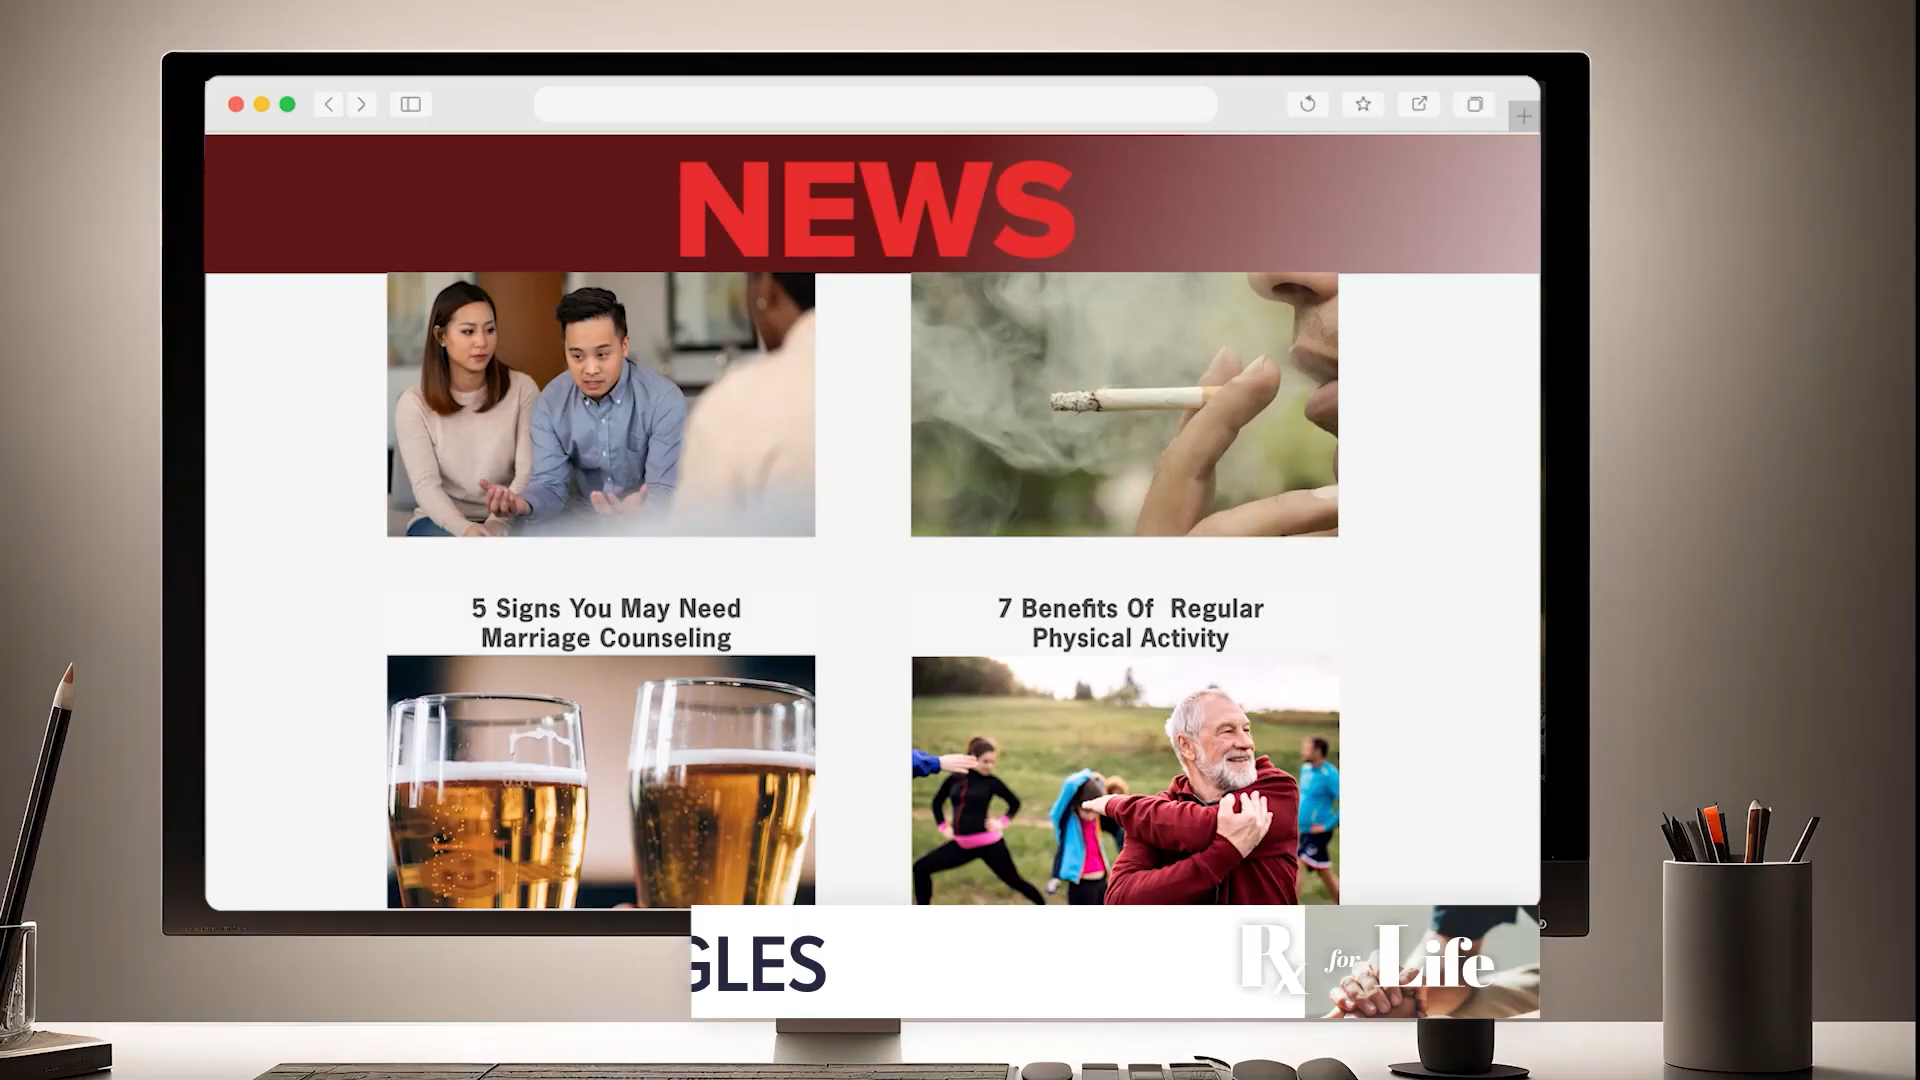 NEWS
5 Signs You May Need
Marriage Counseling
7 Benefits Of Regular
Physical Activity
GLES
Rx for Life